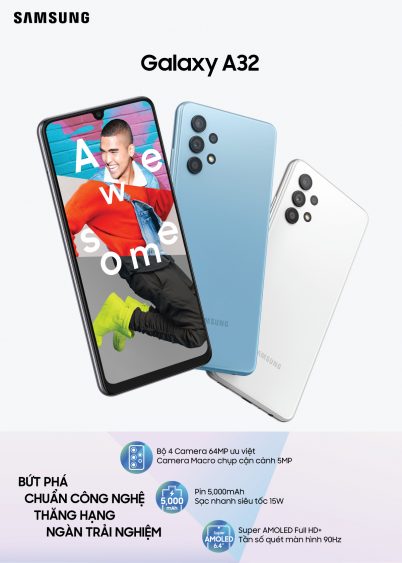 SAMSUNG
Galaxy A32
Awesome
SAMSUNG
SAMSUNG
Bộ 4 Camera 64MP ưu việt
Camera Macro chụp cận cảnh 5MP
BỨT PHÁ
CHUẨN CÔNG NGHỆ
THĂNG HẠNG
NGÀN TRẢI NGHIỆM
5,000
mAh
Pin 5,000mAh
Sạc nhanh siêu tốc 15W
Super
AMOLED
6.4"
Super AMOLED Full HD+
Tần số quét màn hình 90Hz